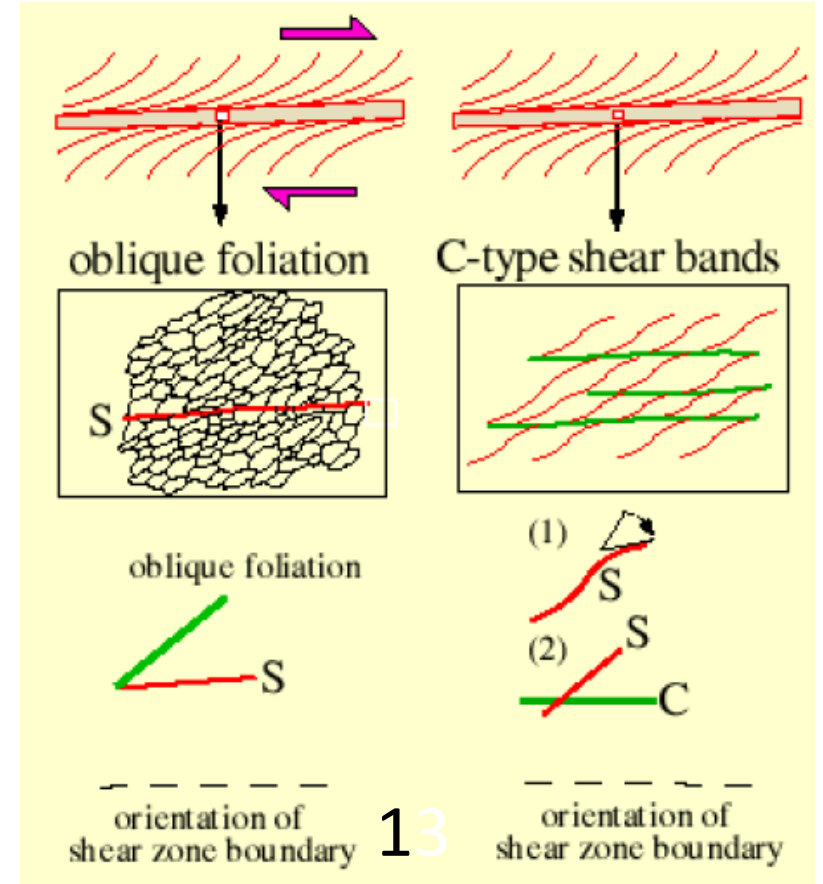 oblique foliation
S
oblique foliation
S
orientation of
shear zone boundary
C-type shear bands
(1)
S
(2)
S
C
orientation of
shear zone boundary
13